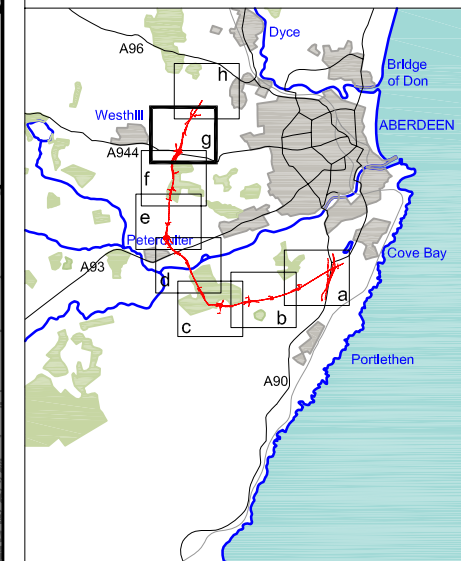 Dyce
A96
Bridge
of Don
h
Westhill
ABERDEEN
g
A944
f
e
Peterculter
Cove Bay
A93
d
a
b
c
Portlethen
A90